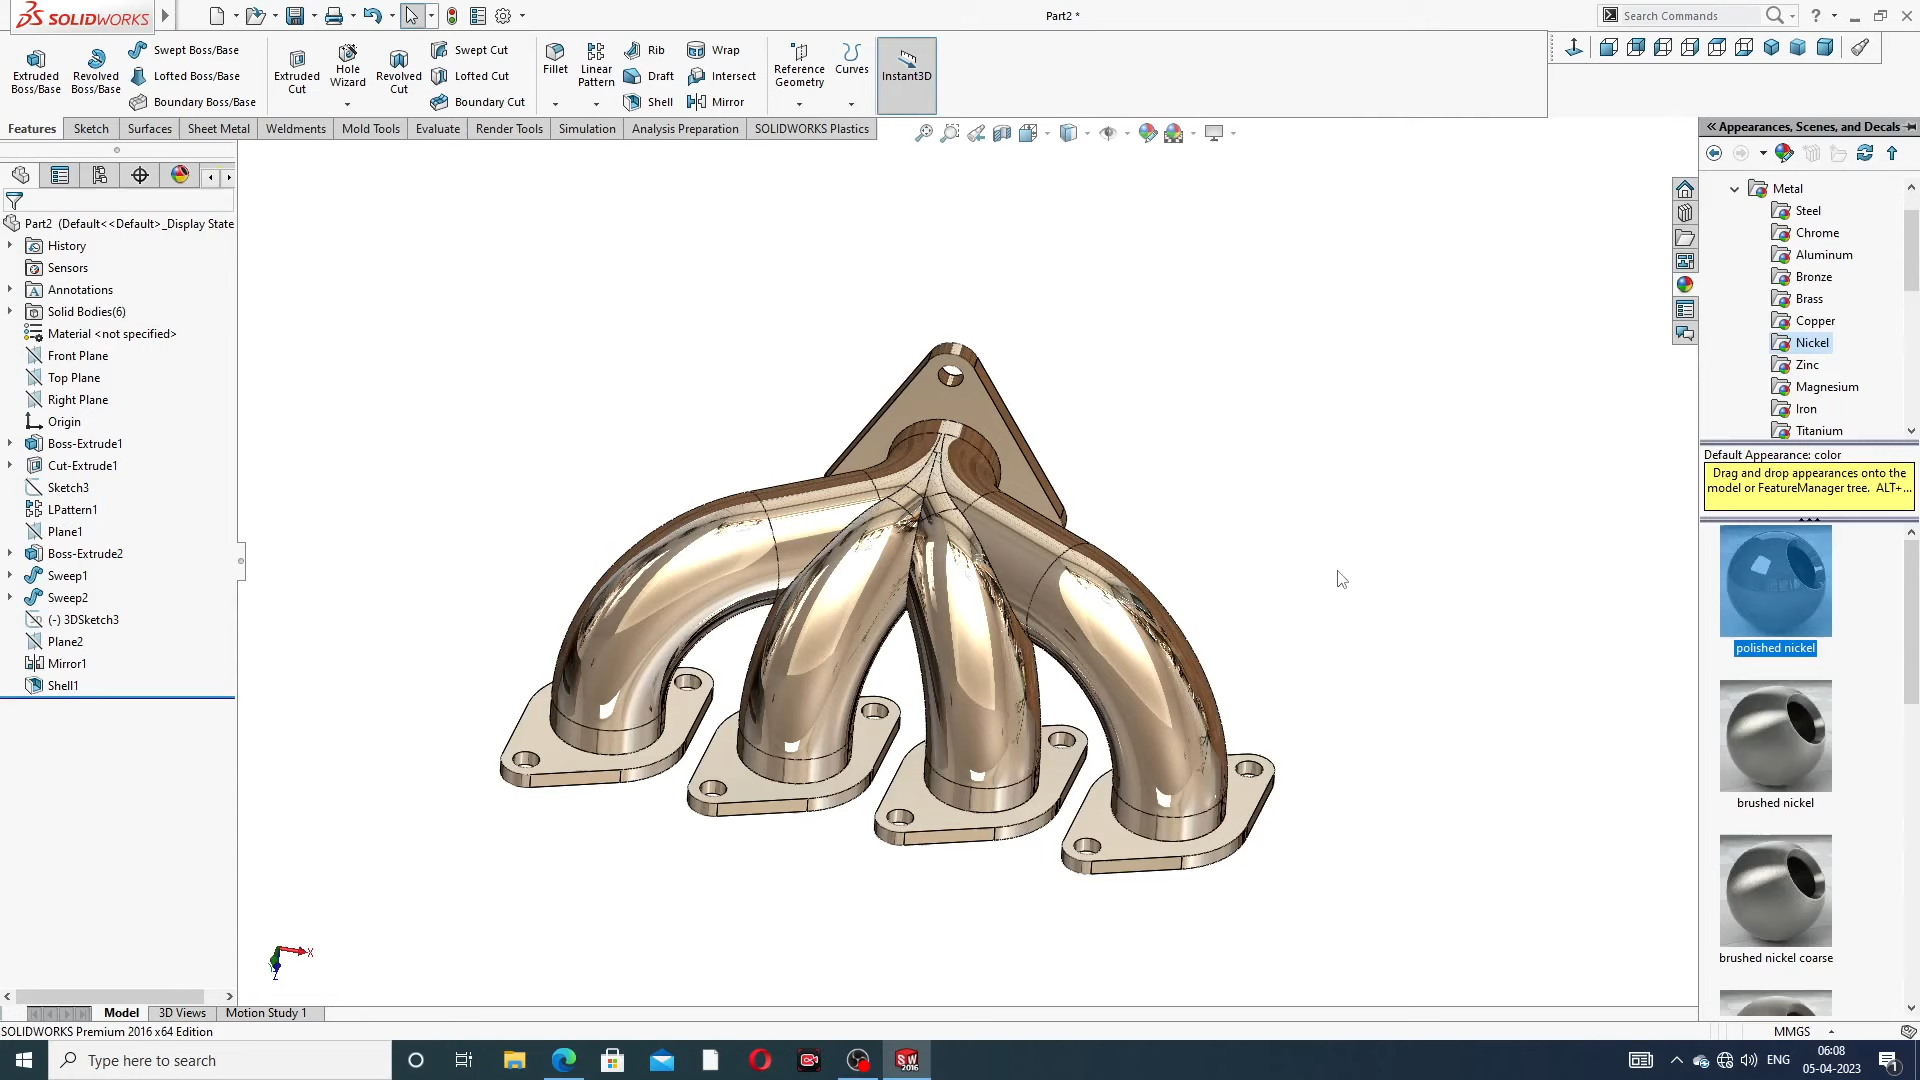 SOLIDWORKS
Part2 *
Search Commands
Extruded Boss/Base
Revolved Boss/Base
Swept Boss/Base
Lofted Boss/Base
Boundary Boss/Base
Extruded Cut
Hole Wizard
Revolved Cut
Swept Cut
Lofted Cut
Boundary Cut
Fillet
Linear Pattern
Rib
Draft
Shell
Wrap
Intersect
Mirror
Reference Geometry
Curves
Instant3D
Features
Sketch
Surfaces
Sheet Metal
Weldments
Mold Tools
Evaluate
Render Tools
Simulation
Analysis Preparation
SOLIDWORKS Plastics
Part2 (Default<<Default>_Display State
History
Sensors
Annotations
Solid Bodies(6)
Material <not specified>
Front Plane
Top Plane
Right Plane
Origin
Boss-Extrude1
Cut-Extrude1
Sketch3
LPattern1
Plane1
Boss-Extrude2
Sweep1
Sweep2
(-) 3DSketch3
Plane2
Mirror1
Shell1
X
Z
Appearances, Scenes, and Decals
Metal
Steel
Chrome
Aluminum
Bronze
Brass
Copper
Nickel
Zinc
Magnesium
Iron
Titanium
Default Appearance: color
Drag and drop appearances onto the
model or FeatureManager tree. ALT+...
polished nickel
brushed nickel
brushed nickel coarse
Model
3D Views
Motion Study 1
SOLIDWORKS Premium 2016 x64 Edition
MMGS
Type here to search
SW
2016
ENG
06:08
05-04-2023
1